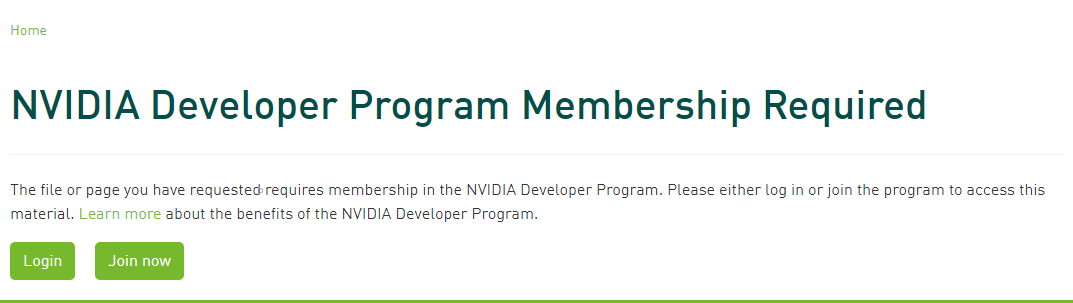 Home
NVIDIA Developer Program Membership Required
The file or page you have requested requires membership in the NVIDIA Developer Program. Please either log in or join the program to access this
material. Learn more about the benefits of the NVIDIA Developer Program.
Login Join now